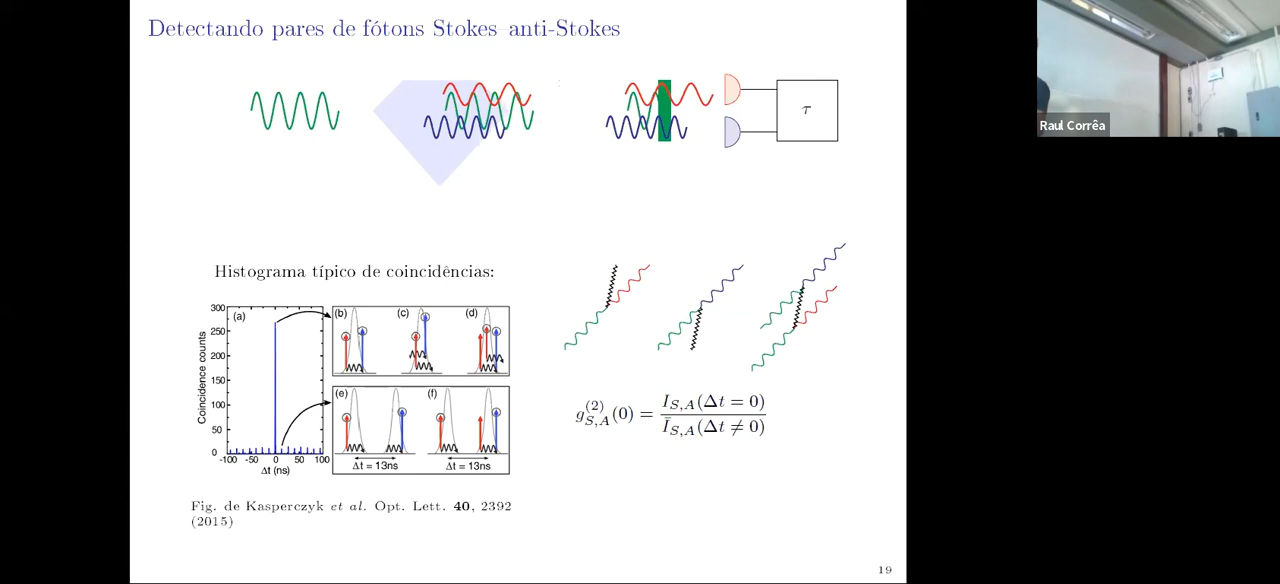 Detectando pares de fótons Stokes–anti-Stokes
τ
Raul Corrêa
Histograma típico de coincidências:
300
250
200
150
100
50
0
Coincidence counts
-100 -50 0 50 100
Δt (ns)
(a)
(b) (c) (d)
(e) (f)
Δt = 13ns Δt = 13ns
g_{S,A}^{(2)}(0) = I_{S,A}(Δt = 0) / Ī_{S,A}(Δt ≠ 0)
Fig. de Kasperczyk et al. Opt. Lett. 40, 2392
(2015)
19